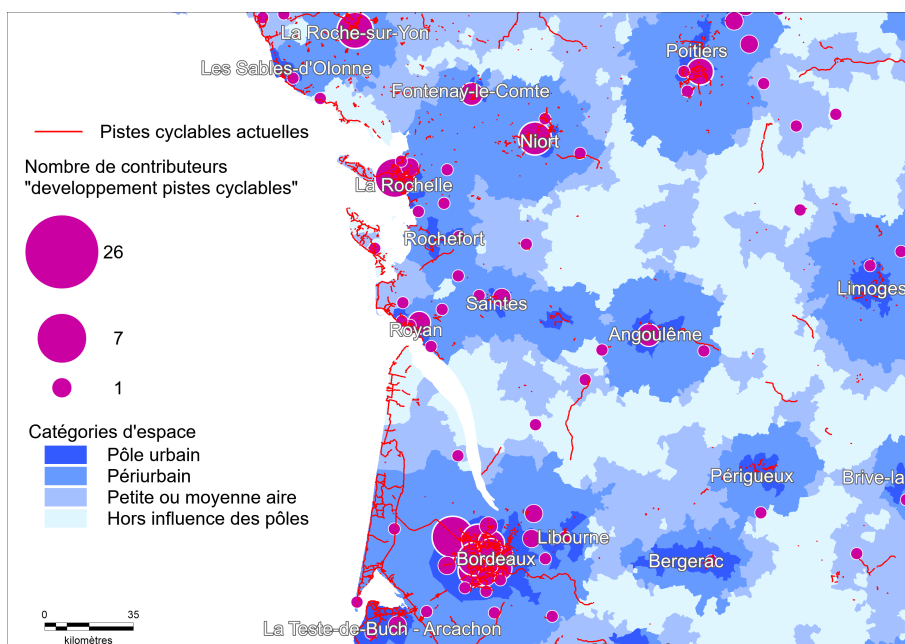 La Roche-sur-Yon
Poitiers
Les Sables-d'Olonne
Fontenay-le-Comte
Pistes cyclables actuelles
Niort
Nombre de contributeurs
"developpement pistes cyclables"
La Rochelle
Rochefort
26
Limoges
Saintes
Royan
Angoulême
7
1
Catégories d'espace
Pôle urbain
Périurbain
Petite ou moyenne aire
Hors influence des pôles
Périgueux
Brive-la
Libourne
Bordeaux
Bergerac
0 35
kilomètres
La Teste-de-Buch - Arcachon